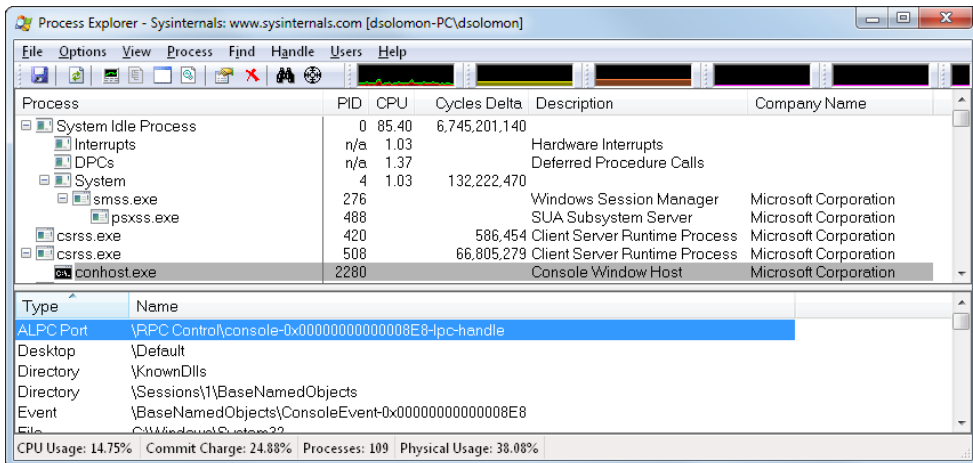 Process Explorer - Sysinternals: www.sysinternals.com [dsolomon-PC\dsolomon]
File Options View Process Find Handle Users Help
Process PID CPU Cycles Delta Description Company Name
System Idle Process 0 85.40 6,745,201,140
Interrupts n/a 1.03 Hardware Interrupts
DPCs n/a 1.37 Deferred Procedure Calls
System 4 1.03 132,222,470
smss.exe 276 Windows Session Manager Microsoft Corporation
psxss.exe 488 SUA Subsystem Server Microsoft Corporation
csrss.exe 420 586,454 Client Server Runtime Process Microsoft Corporation
csrss.exe 508 66,805,279 Client Server Runtime Process Microsoft Corporation
conhost.exe 2280 Console Window Host Microsoft Corporation
Type Name
ALPC Port \RPC Control\console-0x00000000000008E8-lpc-handle
Desktop \Default
Directory \KnownDlls
Directory \Sessions\1\BaseNamedObjects
Event \BaseNamedObjects\ConsoleEvent-0x00000000000008E8
File C:\Windows\System32
CPU Usage: 14.75% Commit Charge: 24.88% Processes: 109 Physical Usage: 38.08%